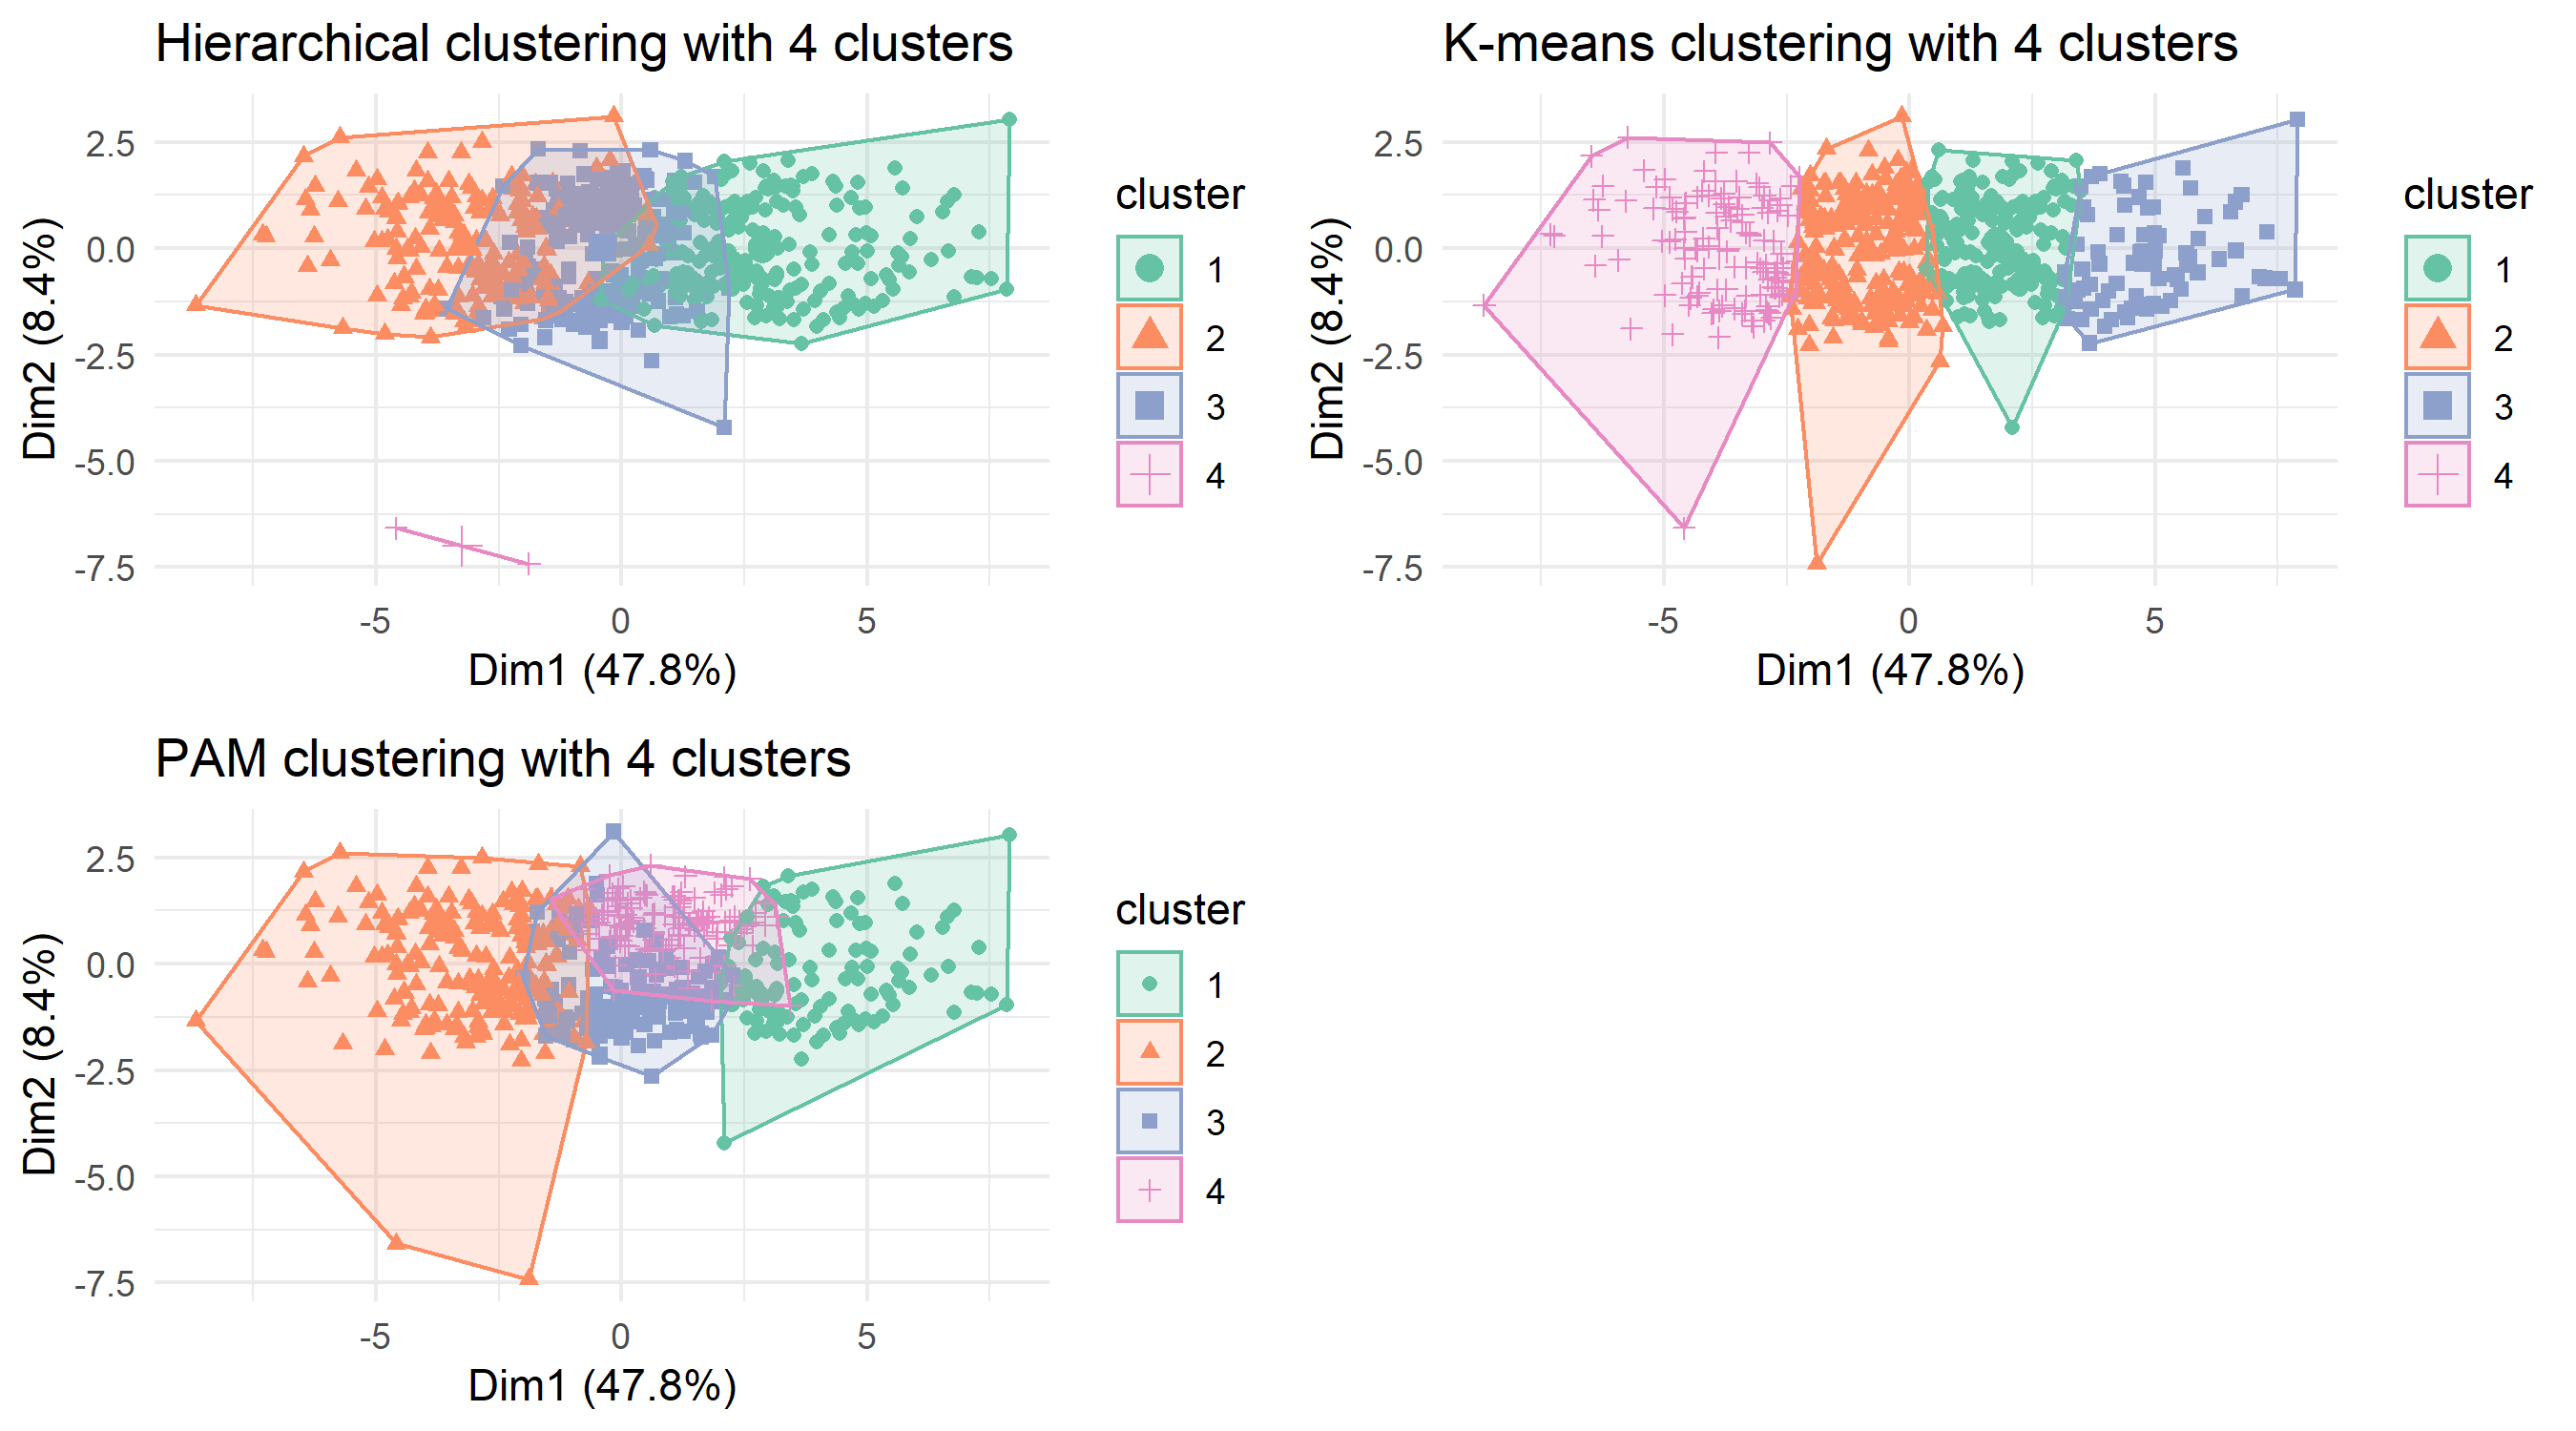 Hierarchical clustering with 4 clusters
2.5
0.0
-2.5
-5.0
-7.5
Dim2 (8.4%)
-5 0 5
Dim1 (47.8%)
cluster
1
2
3
4
K-means clustering with 4 clusters
2.5
0.0
-2.5
-5.0
-7.5
Dim2 (8.4%)
-5 0 5
Dim1 (47.8%)
cluster
1
2
3
4
PAM clustering with 4 clusters
2.5
0.0
-2.5
-5.0
-7.5
Dim2 (8.4%)
-5 0 5
Dim1 (47.8%)
cluster
1
2
3
4